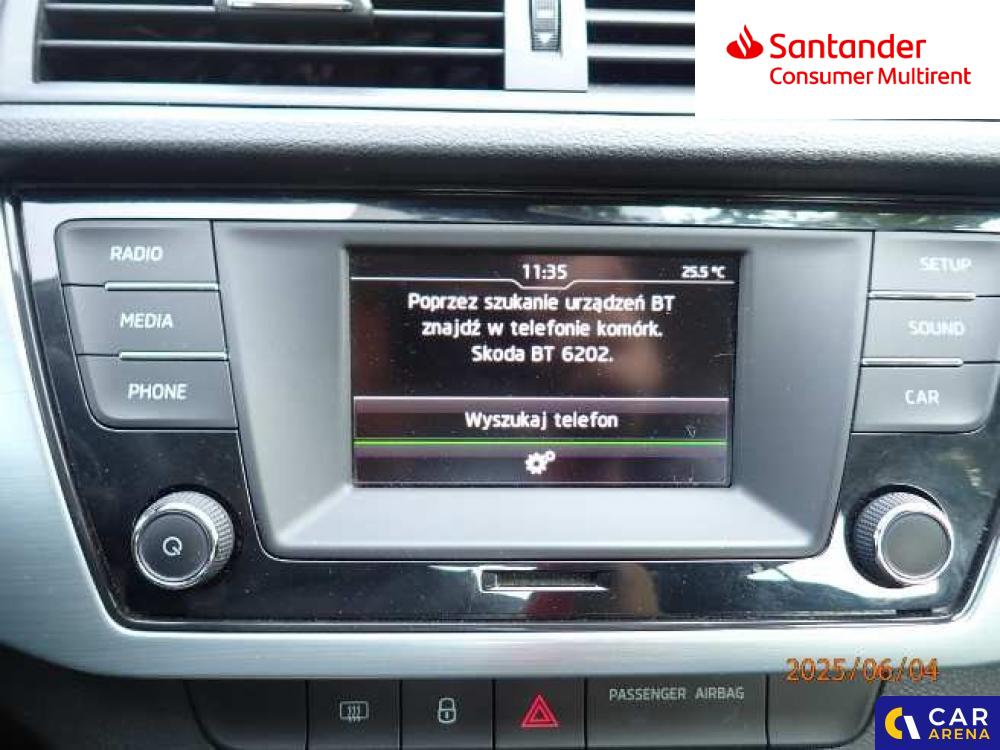 Santander
Consumer Multirent
RADIO
MEDIA
PHONE
11:35
25.5 °C
Poprzez szukanie urządzeń BT
znajdź w telefonie komórk.
Skoda BT 6202.
Wyszukaj telefon
SETUP
SOUND
CAR
2025/06/04
PASSENGER AIRBAG
CAR
ARENA